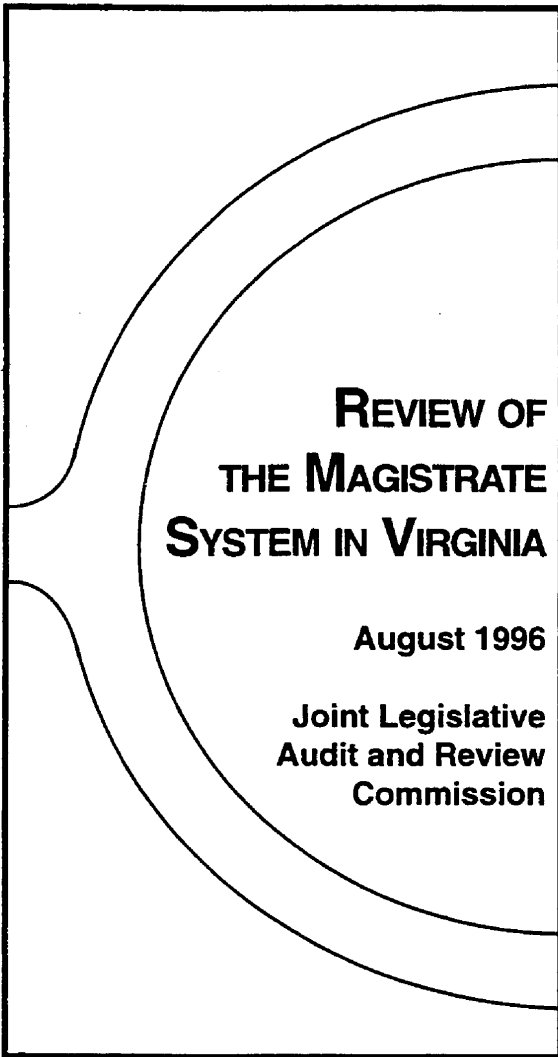 REVIEW OF
THE MAGISTRATE
SYSTEM IN VIRGINIA
August 1996
Joint Legislative
Audit and Review
Commission